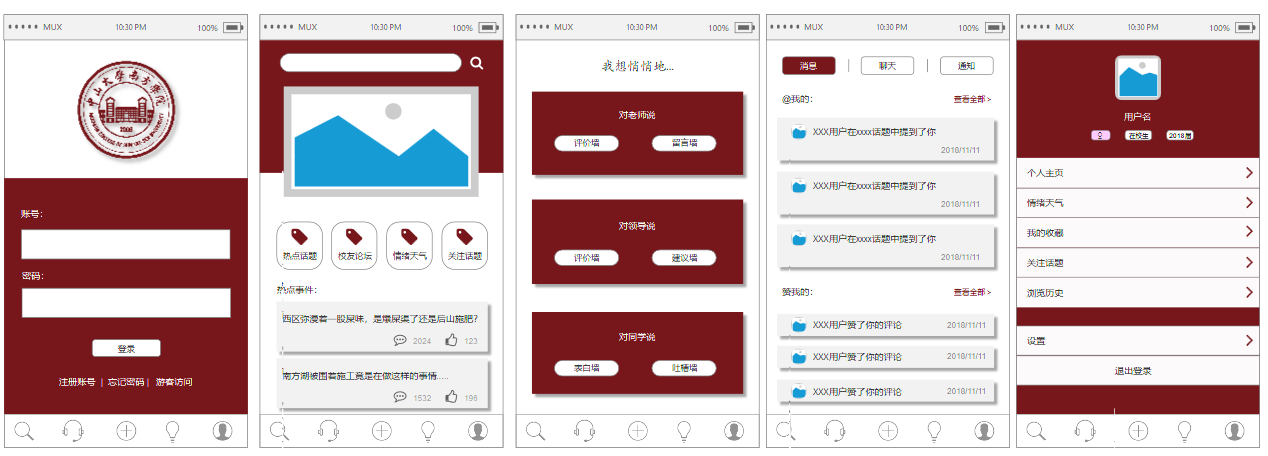 MUX 10:30 PM 100%
中山大学南方学院
2006
账号:
密码:
登录
注册账号 | 忘记密码 | 游客访问
MUX 10:30 PM 100%
热点话题 校友论坛 情绪天气 关注话题
热点事件:
西区弥漫着一股屎味，是爆屎渠了还是后山施肥？
2024 123
南方湖被围着施工竟是在做这样的事情.....
1532 196
MUX 10:30 PM 100%
我想悄悄地...
对老师说
评价墙 留言墙
对领导说
评价墙 建议墙
对同学说
表白墙 吐槽墙
MUX 10:30 PM 100%
消息 | 聊天 | 通知
@我的: 查看全部 >
XXX用户在xxxx话题中提到了你
2018/11/11
XXX用户在xxxx话题中提到了你
2018/11/11
XXX用户在xxxx话题中提到了你
2018/11/11
赞我的: 查看全部 >
XXX用户赞了你的评论 2018/11/11
XXX用户赞了你的评论 2018/11/11
XXX用户赞了你的评论 2018/11/11
MUX 10:30 PM 100%
用户名
在校生 2018届
个人主页
情绪天气
我的收藏
关注话题
浏览历史
设置
退出登录